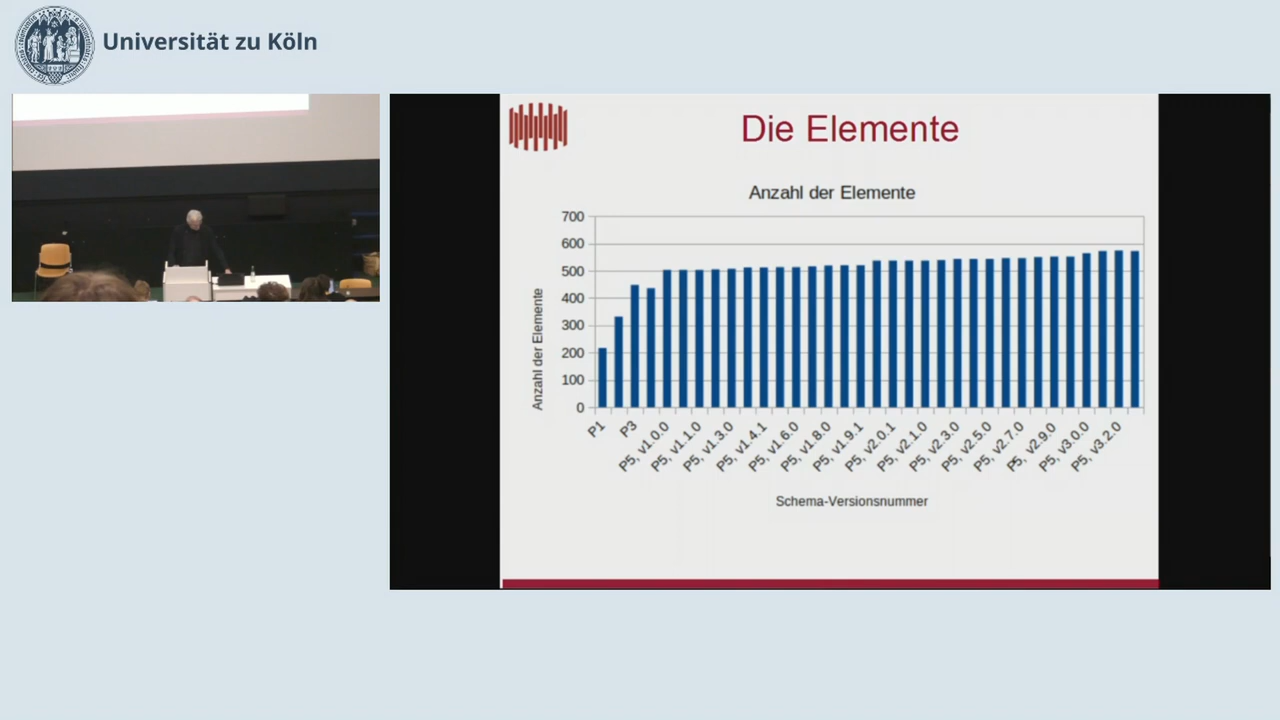 Universität zu Köln
Die Elemente
Anzahl der Elemente
700
600
500
400
300
200
100
0
Anzahl der Elemente
P1
P3
P5, v1.0.0
P5, v1.1.0
P5, v1.3.0
P5, v1.4.1
P5, v1.6.0
P5, v1.8.0
P5, v1.9.1
P5, v2.0.1
P5, v2.1.0
P5, v2.3.0
P5, v2.5.0
P5, v2.7.0
P5, v2.9.0
P5, v3.0.0
P5, v3.2.0
Schema-Versionsnummer